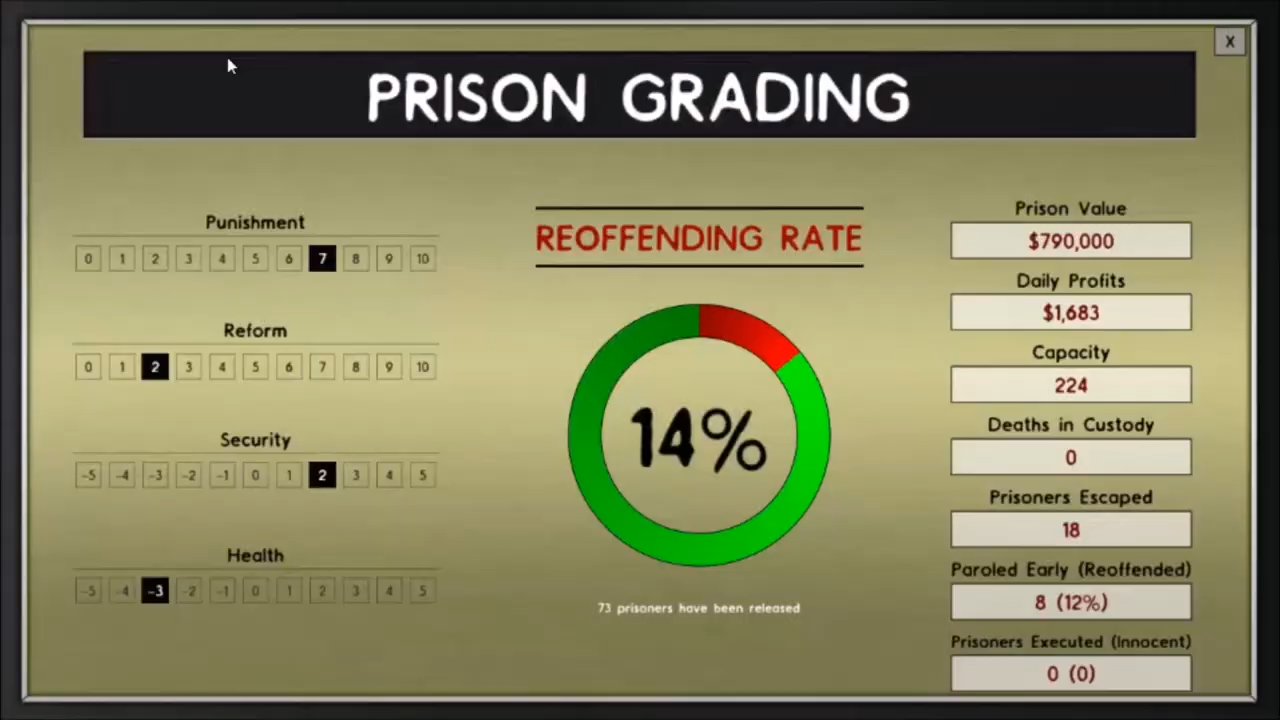 X
PRISON GRADING
Punishment
0 1 2 3 4 5 6 7 8 9 10
Reform
0 1 2 3 4 5 6 7 8 9 10
Security
-5 -4 -3 -2 -1 0 1 2 3 4 5
Health
-5 -4 -3 -2 -1 0 1 2 3 4 5
REOFFENDING RATE
14%
73 prisoners have been released
Prison Value
$790,000
Daily Profits
$1,683
Capacity
224
Deaths in Custody
0
Prisoners Escaped
18
Paroled Early (Reoffended)
8 (12%)
Prisoners Executed (Innocent)
0 (0)